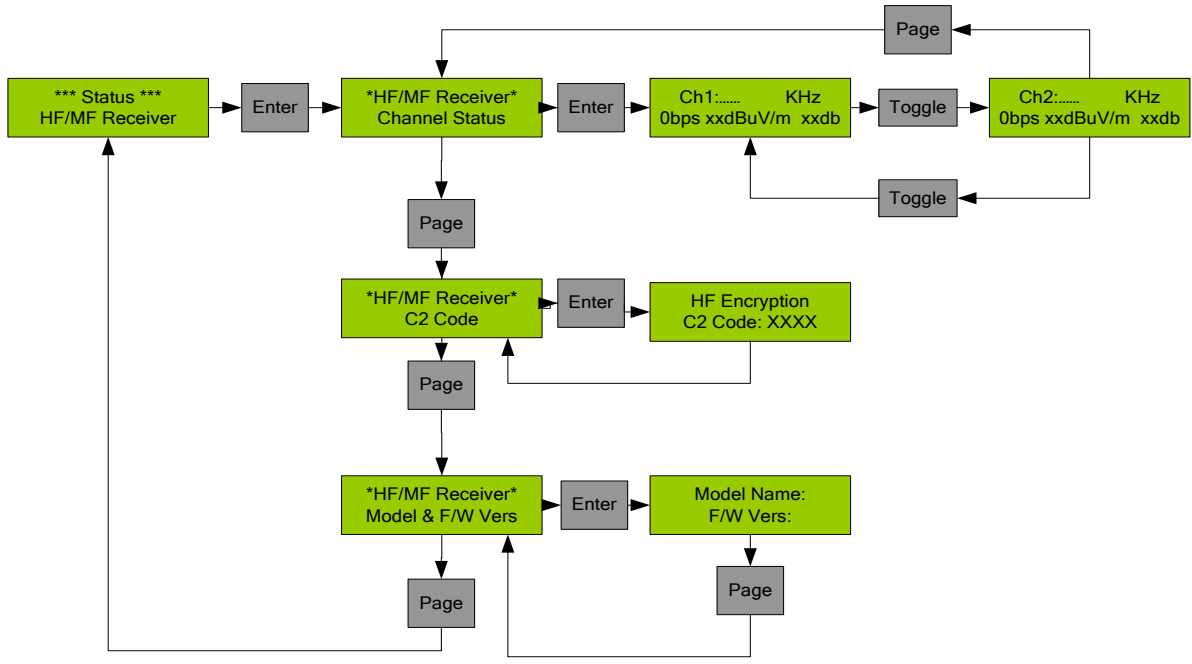 Page
*** Status ***
HF/MF Receiver
Enter
*HF/MF Receiver*
Channel Status
Enter
Ch1:...... KHz
0bps xxdBuV/m xxdb
Toggle
Ch2:...... KHz
0bps xxdBuV/m xxdb
Toggle
Page
*HF/MF Receiver*
C2 Code
Enter
HF Encryption
C2 Code: XXXX
Page
*HF/MF Receiver*
Model & F/W Vers
Enter
Model Name:
F/W Vers:
Page
Page